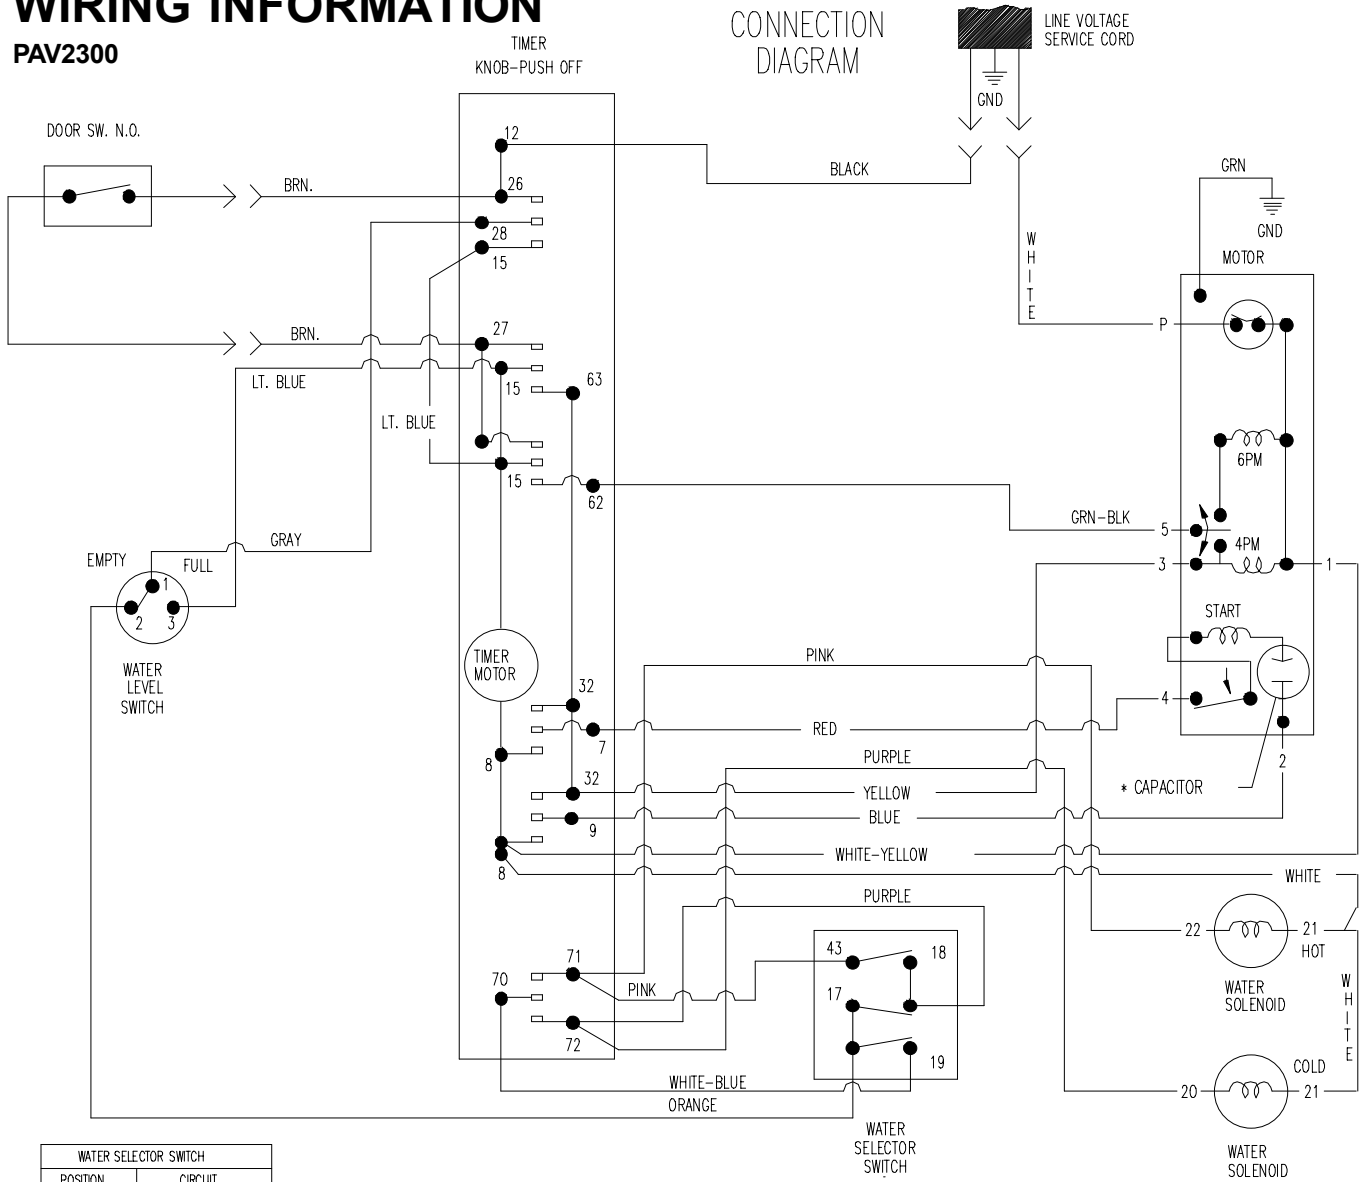 WIRING INFORMATION
PAV2300
CONNECTION
DIAGRAM
LINE VOLTAGE
SERVICE CORD
GND
TIMER
KNOB-PUSH OFF
DOOR SW. N.O.
12
BLACK
BRN.
26
28
15
GRN
GND
WHITE
MOTOR
P
BRN.
27
LT. BLUE
15
63
LT. BLUE
15
62
6PM
GRN-BLK
5
4PM
3
1
GRAY
EMPTY
FULL
1
2
3
WATER
LEVEL
SWITCH
START
TIMER
MOTOR
PINK
32
4
7
RED
8
PURPLE
2
32
YELLOW
* CAPACITOR
9
BLUE
WHITE-YELLOW
8
WHITE
PURPLE
22
21
HOT
43
18
71
70
PINK
17
WATER
SOLENOID
WHITE
72
19
COLD
WHITE-BLUE
20
21
ORANGE
WATER
SELECTOR
SWITCH
WATER
SOLENOID
WATER SELECTOR SWITCH
POSITION
CIRCUIT